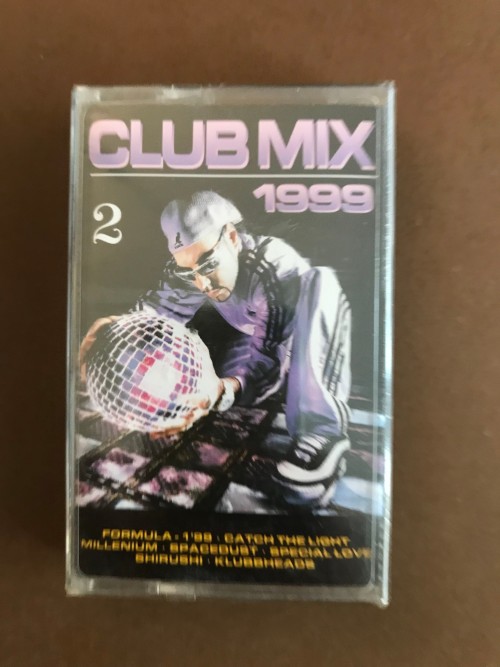 CLUB MIX
1999
2
FORMULA · 1'99 · CATCH THE LIGHT
MILLENIUM · SPACEDUST · SPECIAL LOVE
SHIRUSHI · KLUBBHEADS